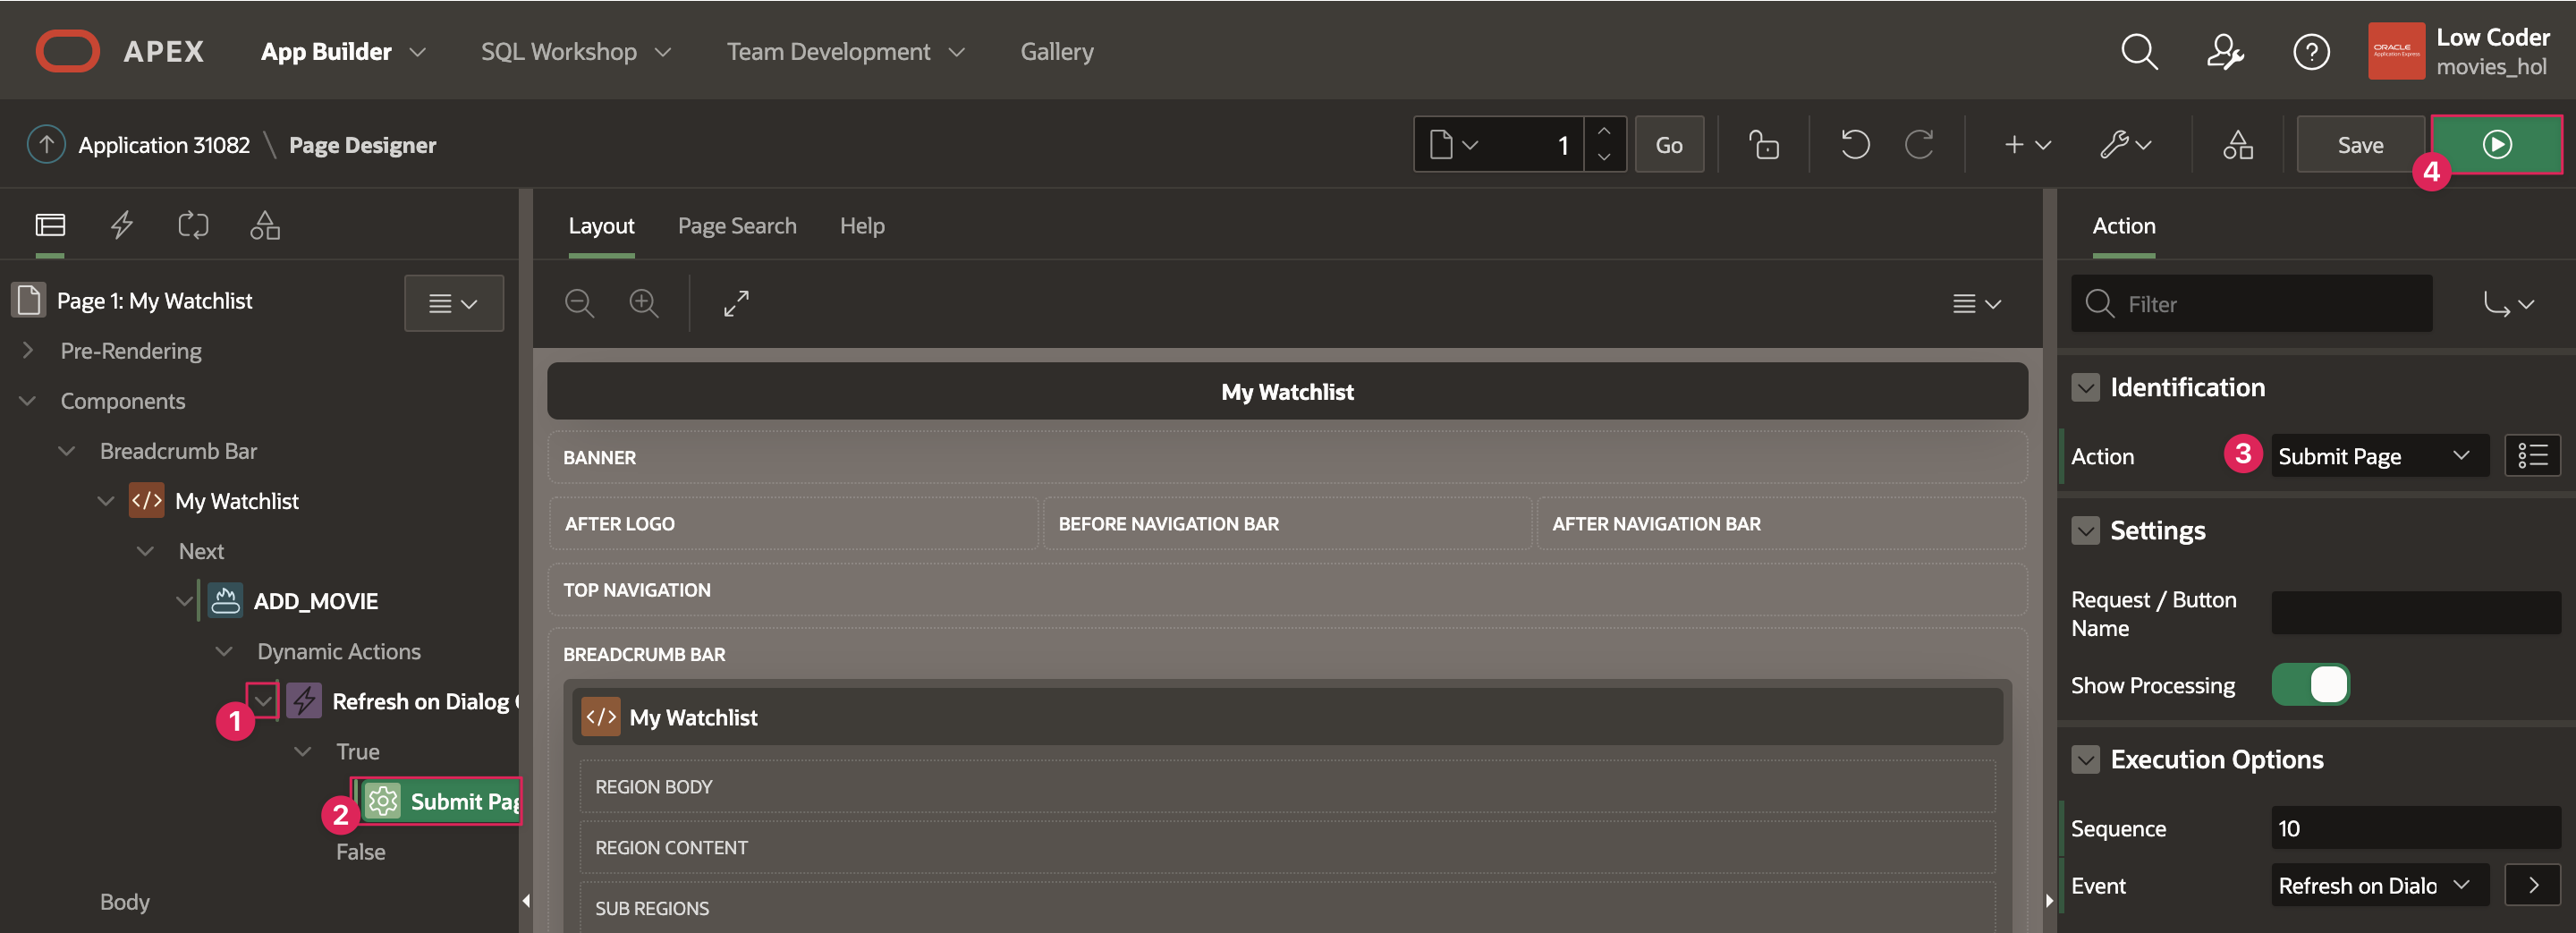 APEX App Builder SQL Workshop Team Development Gallery
ORACLE
Application Express
Low Coder
movies_hol
Application 31082 \ Page Designer
1 Go Save
4
Layout Page Search Help
Action
Page 1: My Watchlist
Filter
Pre-Rendering
Components
Breadcrumb Bar
My Watchlist
Next
ADD_MOVIE
Dynamic Actions
1 Refresh on Dialog
True
2 Submit Pag
False
Body
My Watchlist
BANNER
AFTER LOGO
BEFORE NAVIGATION BAR
AFTER NAVIGATION BAR
TOP NAVIGATION
BREADCRUMB BAR
My Watchlist
REGION BODY
REGION CONTENT
SUB REGIONS
Identification
Action 3 Submit Page
Settings
Request / Button
Name
Show Processing
Execution Options
Sequence 10
Event Refresh on Dialo